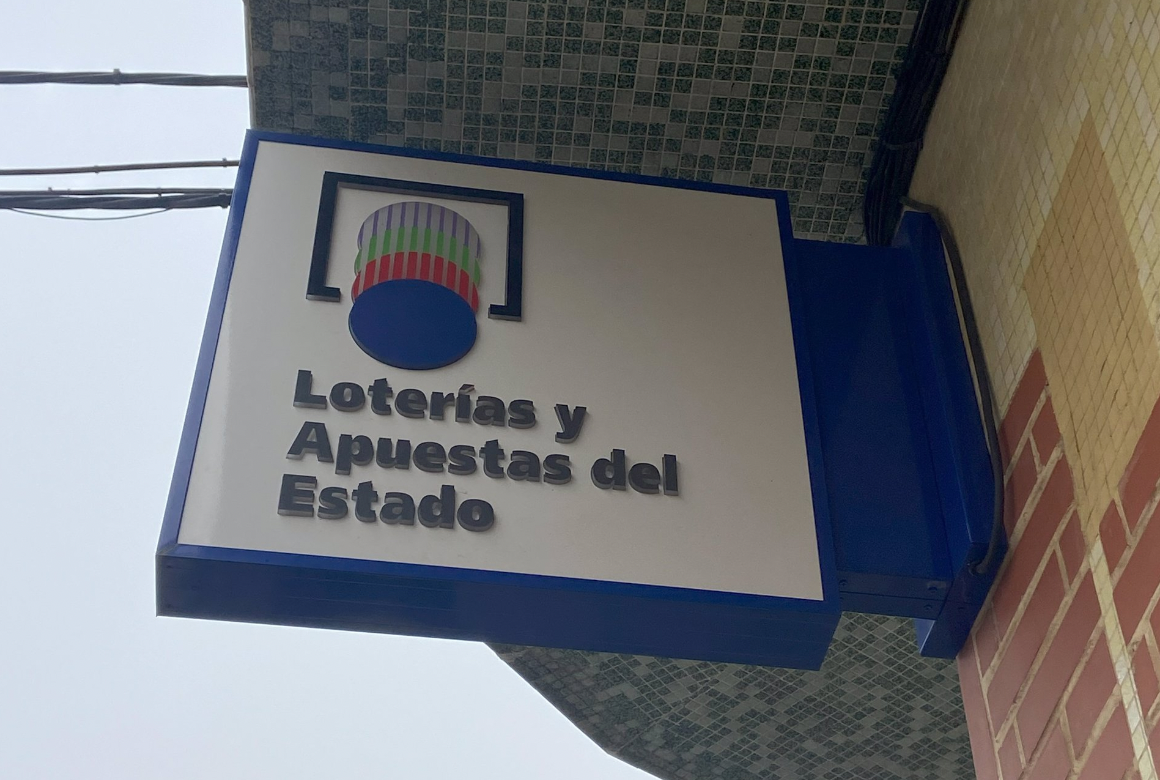 Loterías y
Apuestas del
Estado